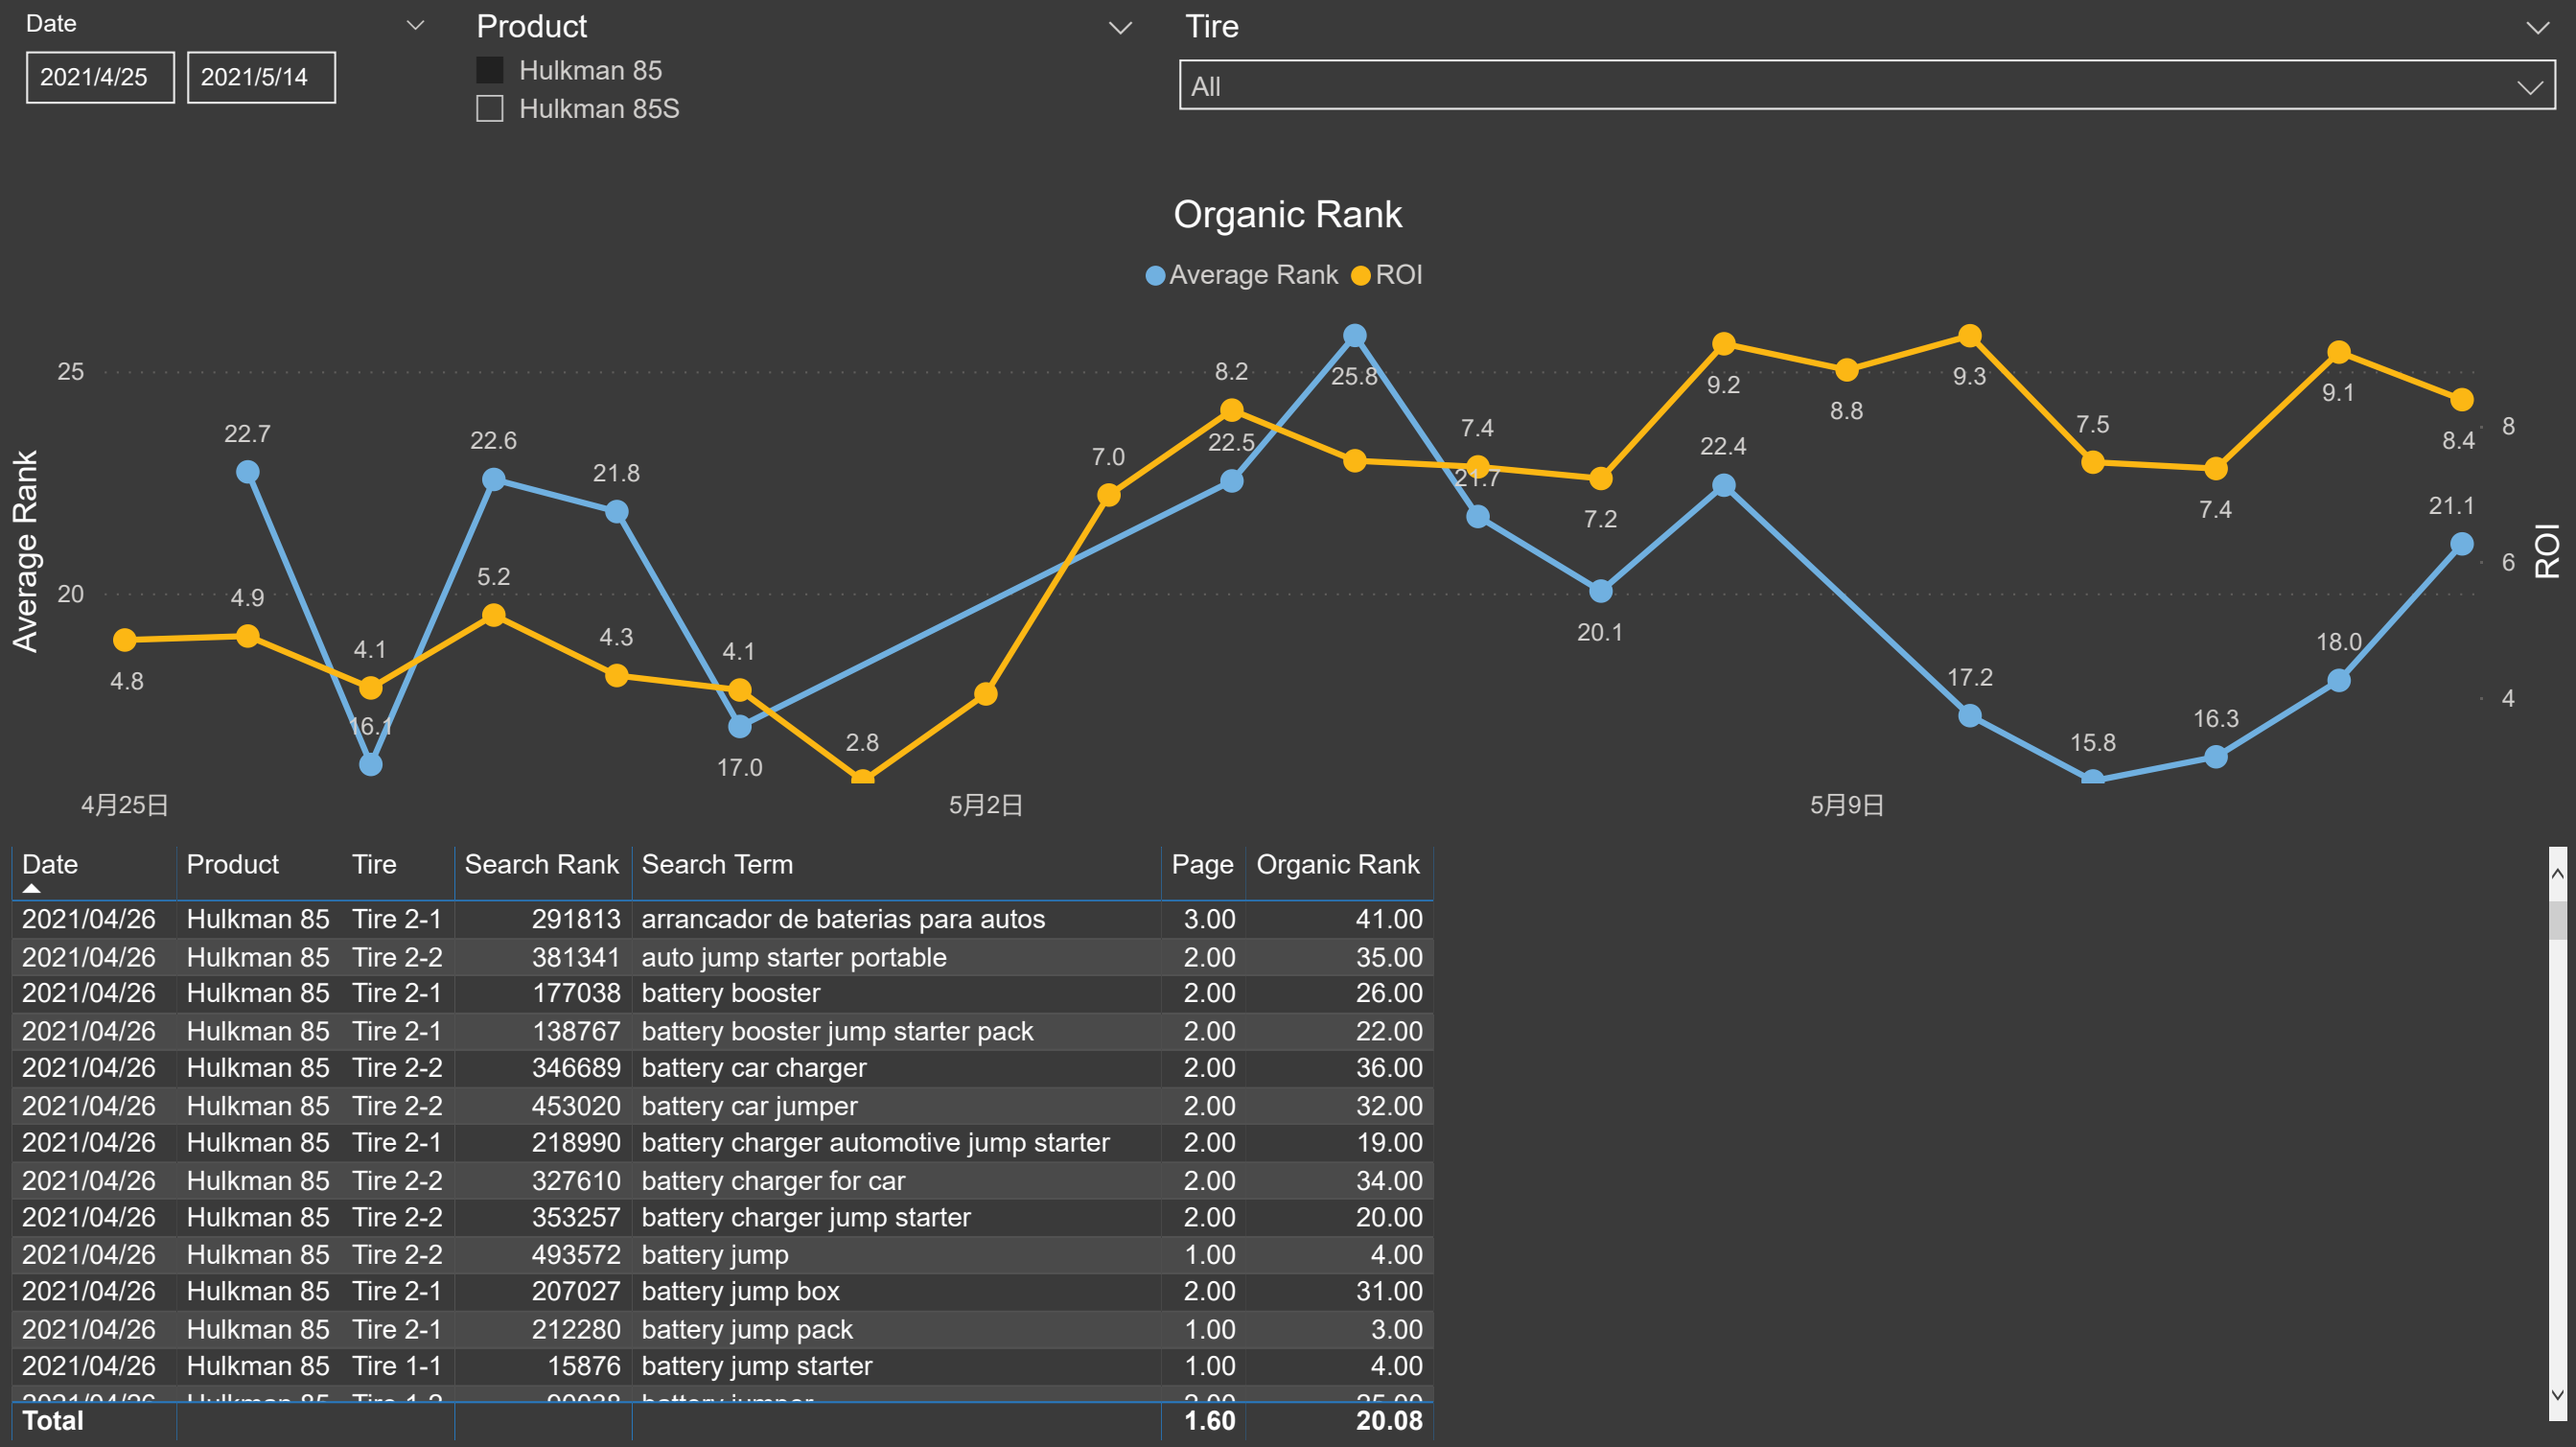 Date
2021/4/25 2021/5/14
Product
Hulkman 85
Hulkman 85S
Tire
All
Organic Rank
Average Rank ROI
Average Rank
25
20
ROI
8
6
4
22.7
16.1
22.6
21.8
17.0
22.5
25.8
21.7
20.1
22.4
17.2
15.8
16.3
18.0
21.1
4.8
4.9
4.1
5.2
4.3
4.1
2.8
7.0
8.2
7.4
7.2
9.2
8.8
9.3
7.5
7.4
9.1
8.4
4月25日 5月2日 5月9日
Date Product Tire Search Rank Search Term Page Organic Rank
2021/04/26 Hulkman 85 Tire 2-1 291813 arrancador de baterias para autos 3.00 41.00
2021/04/26 Hulkman 85 Tire 2-2 381341 auto jump starter portable 2.00 35.00
2021/04/26 Hulkman 85 Tire 2-1 177038 battery booster 2.00 26.00
2021/04/26 Hulkman 85 Tire 2-1 138767 battery booster jump starter pack 2.00 22.00
2021/04/26 Hulkman 85 Tire 2-2 346689 battery car charger 2.00 36.00
2021/04/26 Hulkman 85 Tire 2-2 453020 battery car jumper 2.00 32.00
2021/04/26 Hulkman 85 Tire 2-1 218990 battery charger automotive jump starter 2.00 19.00
2021/04/26 Hulkman 85 Tire 2-2 327610 battery charger for car 2.00 34.00
2021/04/26 Hulkman 85 Tire 2-2 353257 battery charger jump starter 2.00 20.00
2021/04/26 Hulkman 85 Tire 2-2 493572 battery jump 1.00 4.00
2021/04/26 Hulkman 85 Tire 2-1 207027 battery jump box 2.00 31.00
2021/04/26 Hulkman 85 Tire 2-1 212280 battery jump pack 1.00 3.00
2021/04/26 Hulkman 85 Tire 1-1 15876 battery jump starter 1.00 4.00
Total 1.60 20.08